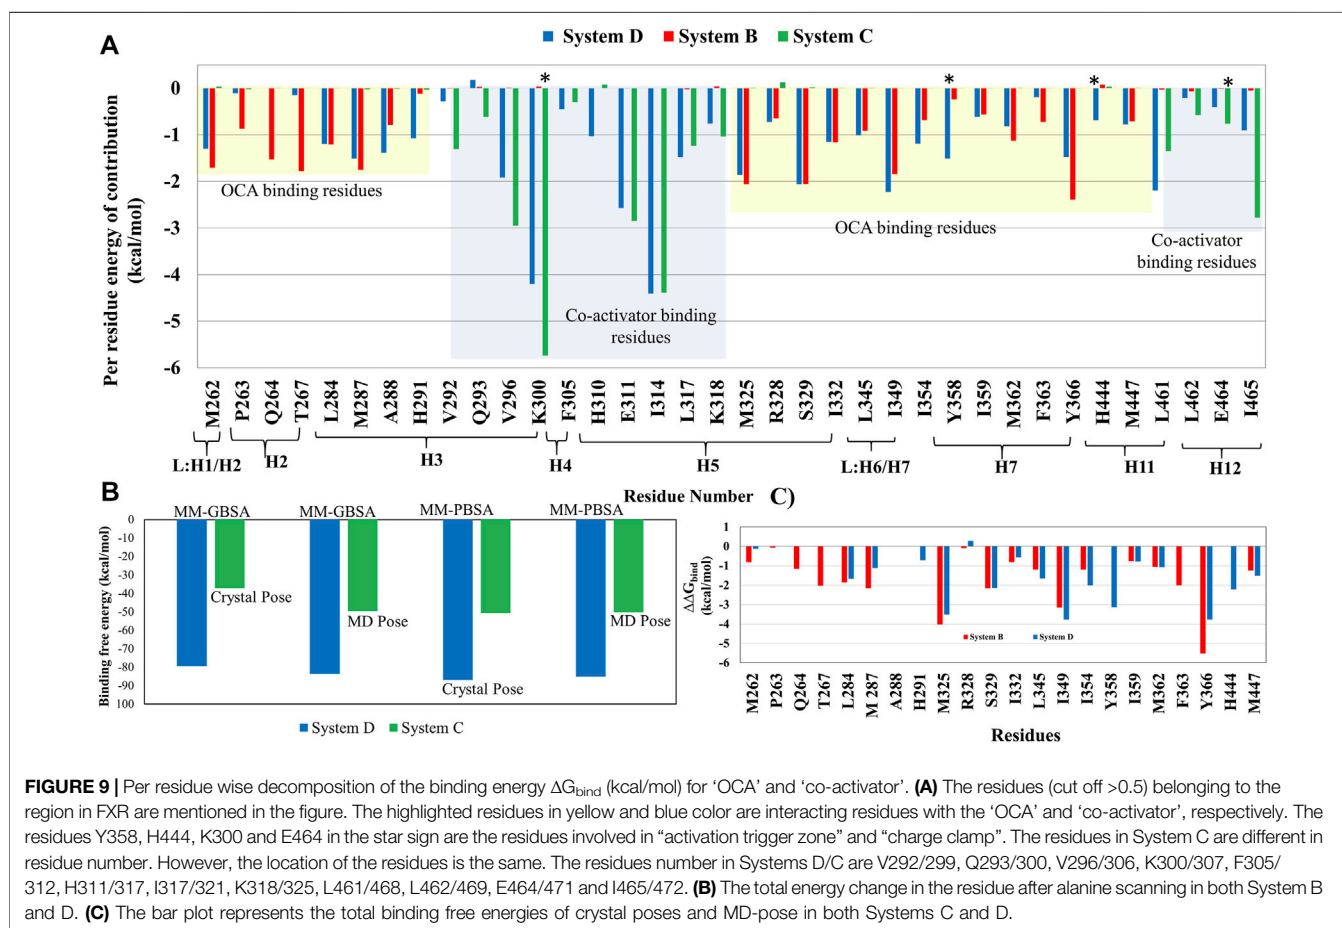 A
System D System B System C
Per residue energy of contribution
(kcal/mol)
0
-1
-2
-3
-4
-5
-6
* * * *
OCA binding residues
Co-activator binding
residues
OCA binding residues
Co-activator
binding residues
M262 P263 Q264 T267 L284 M287 A288 H291 V292 Q293 V296 K300 F305 H310 E311 I314 L317 K318 M325 R328 S329 I332 L345 I349 I354 Y358 I359 M362 F363 Y366 H444 M447 L461 L462 E464 I465
L:H1/H2 H2 H3 H4 H5 L:H6/H7 H7 H11 H12
Residue Number
B
MM-GBSA MM-GBSA MM-PBSA MM-PBSA
Binding free energy (kcal/mol)
0
-10
-20
-30
-40
-50
-60
-70
-80
-90
100
Crystal Pose
MD Pose
Crystal Pose
MD Pose
System D System C
C)
ΔΔGbind
(kcal/mol)
1
0
-1
-2
-3
-4
-5
-6
System B System D
M262 P263 Q264 T267 L284 M 287 A288 H291 M325 R328 S329 I332 L345 I349 I354 Y358 I359 M362 F363 Y366 H444 M447
Residues
FIGURE 9 | Per residue wise decomposition of the binding energy ΔGbind (kcal/mol) for ‘OCA’ and ‘co-activator’. (A) The residues (cut off >0.5) belonging to the
region in FXR are mentioned in the figure. The highlighted residues in yellow and blue color are interacting residues with the ‘OCA’ and ‘co-activator’, respectively. The
residues Y358, H444, K300 and E464 in the star sign are the residues involved in “activation trigger zone” and “charge clamp”. The residues in System C are different in
residue number. However, the location of the residues is the same. The residues number in Systems D/C are V292/299, Q293/300, V296/306, K300/307, F305/
312, H311/317, I317/321, K318/325, L461/468, L462/469, E464/471 and I465/472. (B) The total energy change in the residue after alanine scanning in both System B
and D. (C) The bar plot represents the total binding free energies of crystal poses and MD-pose in both Systems C and D.